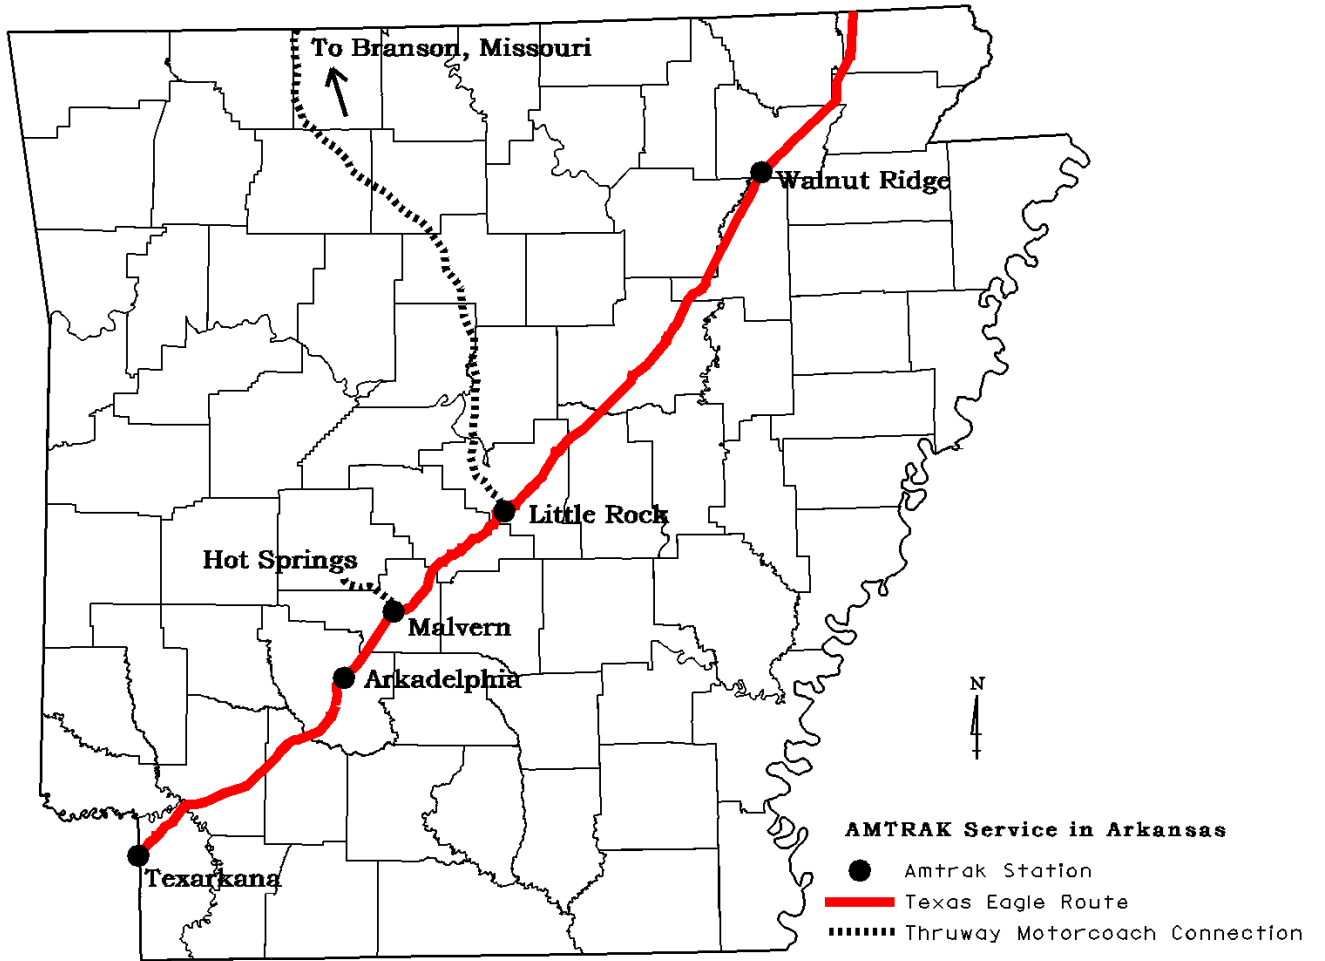 To Branson, Missouri
Walnut Ridge
Little Rock
Hot Springs
Malvern
Arkadelphia
N
Texarkana
AMTRAK Service in Arkansas
Amtrak Station
Texas Eagle Route
Thruway Motorcoach Connection